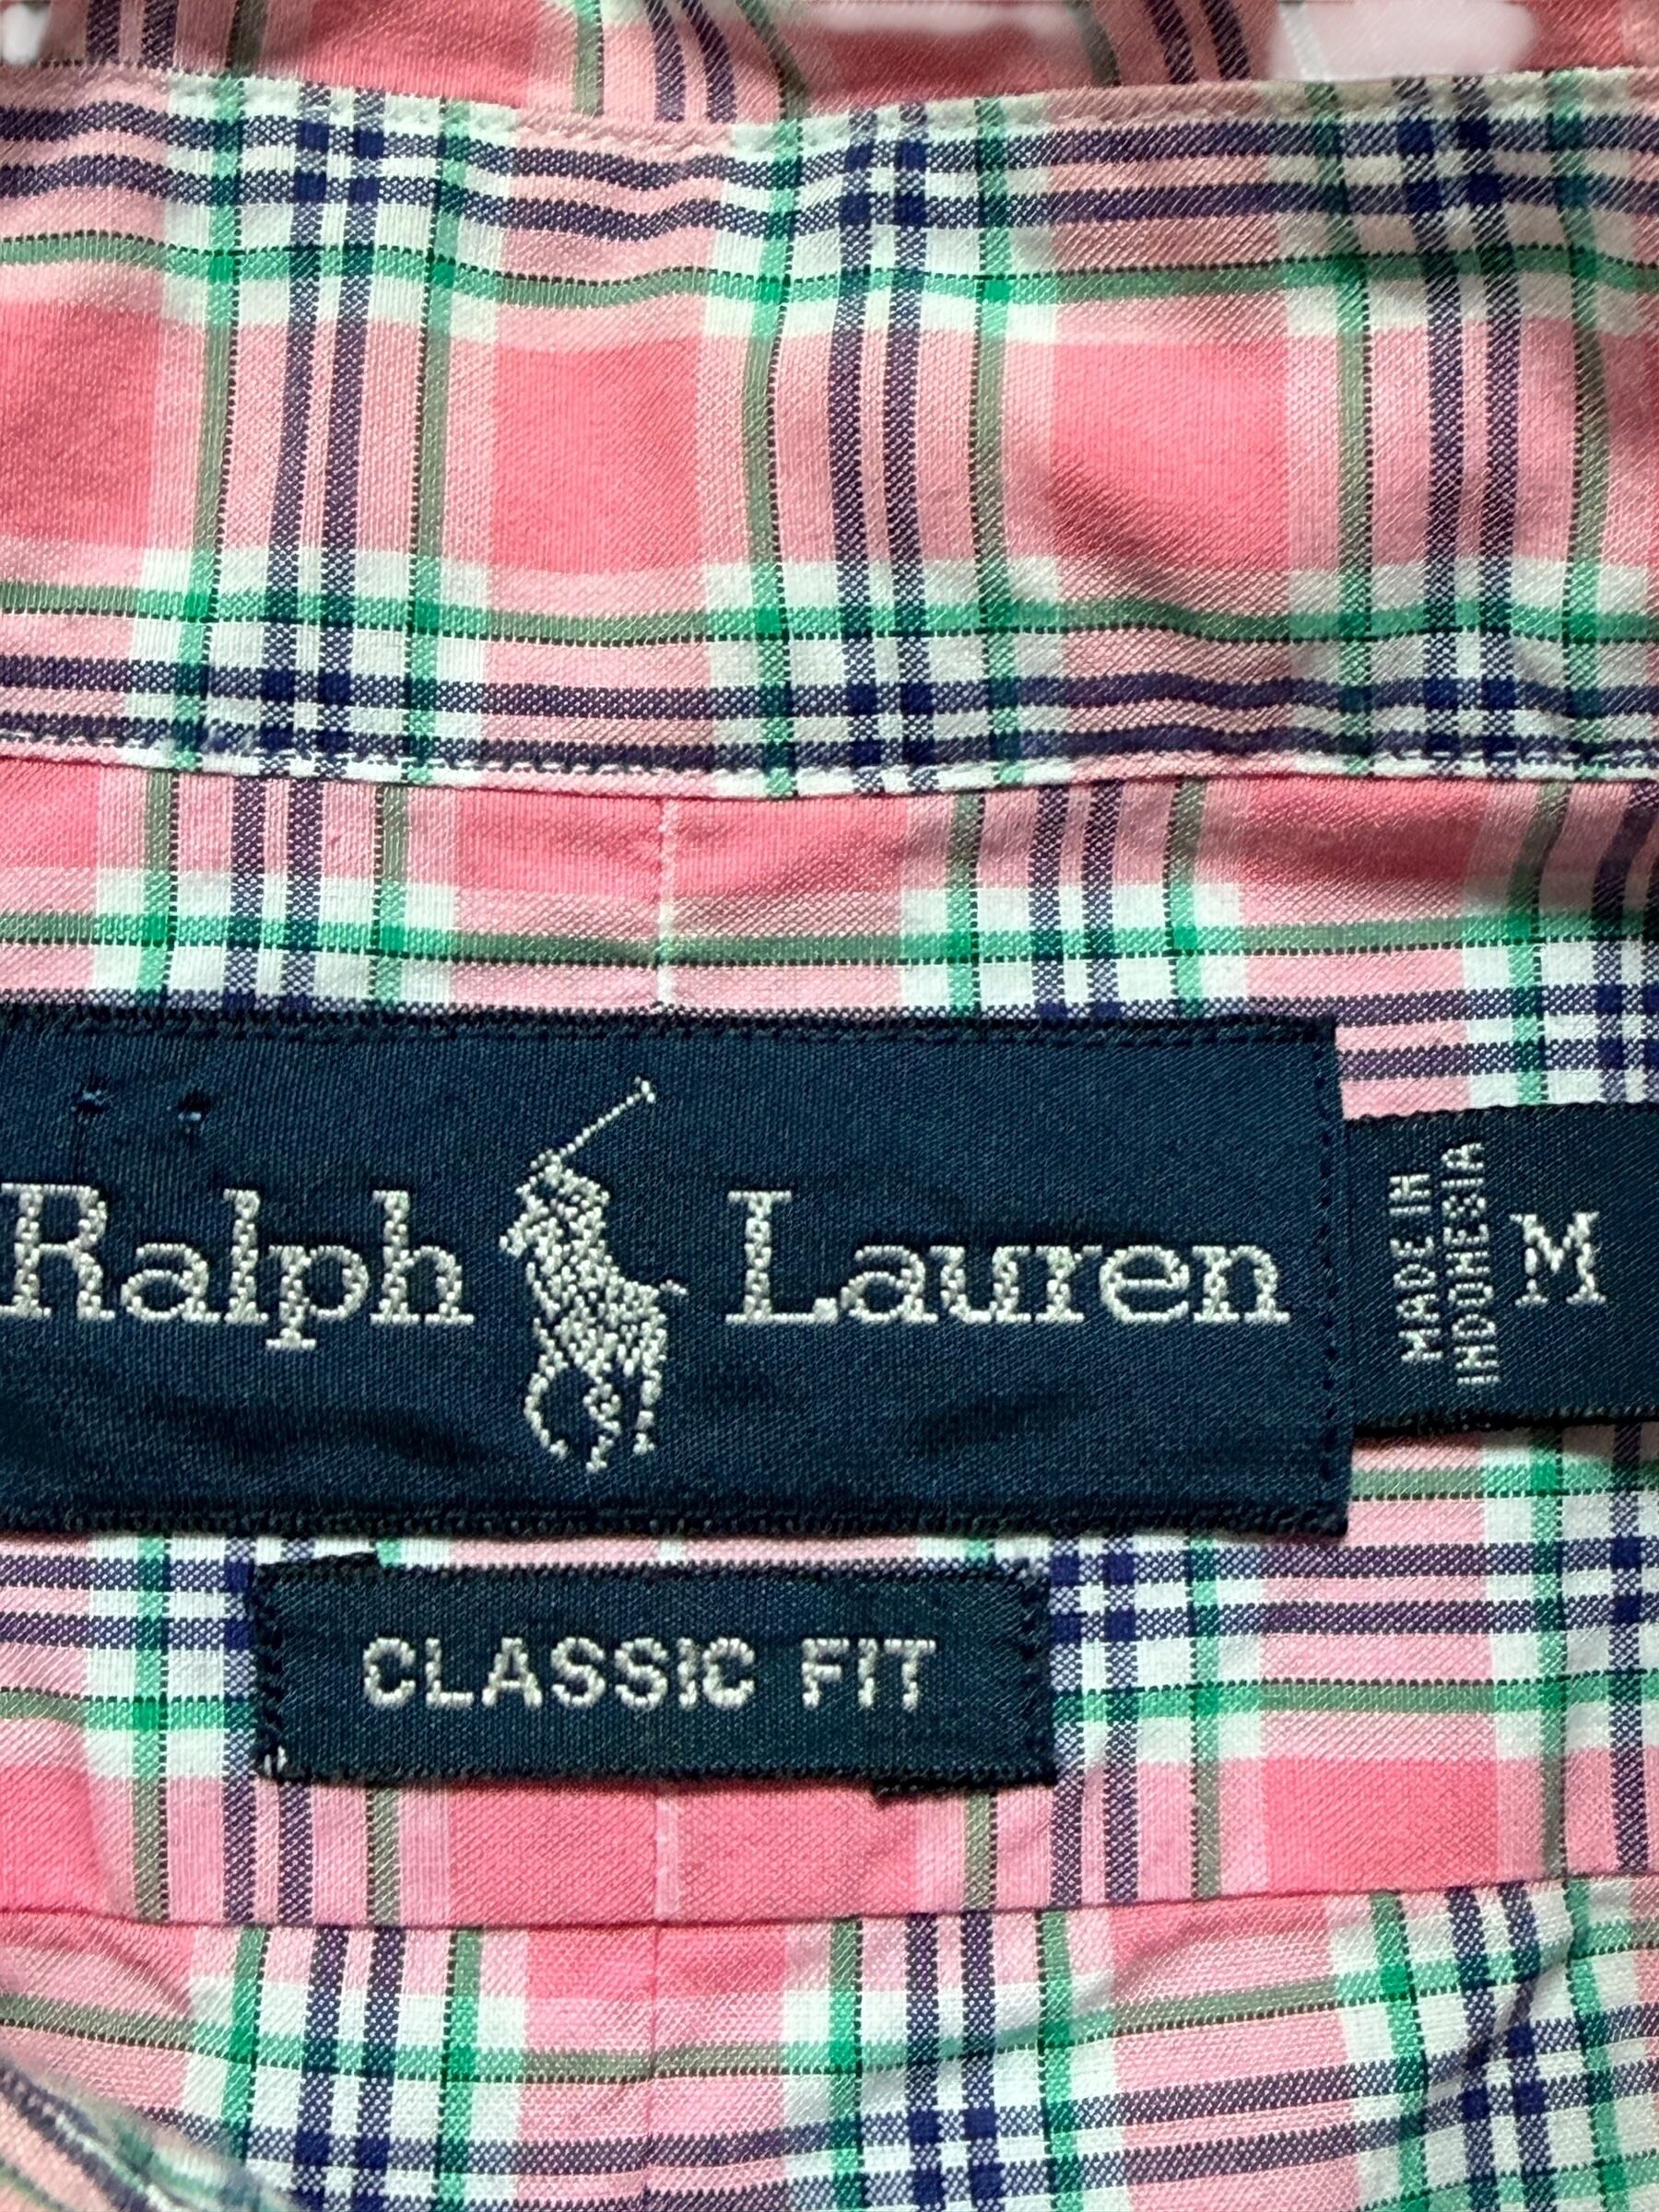 Ralph Lauren
MADE IN
INDONESIA
M
CLASSIC FIT